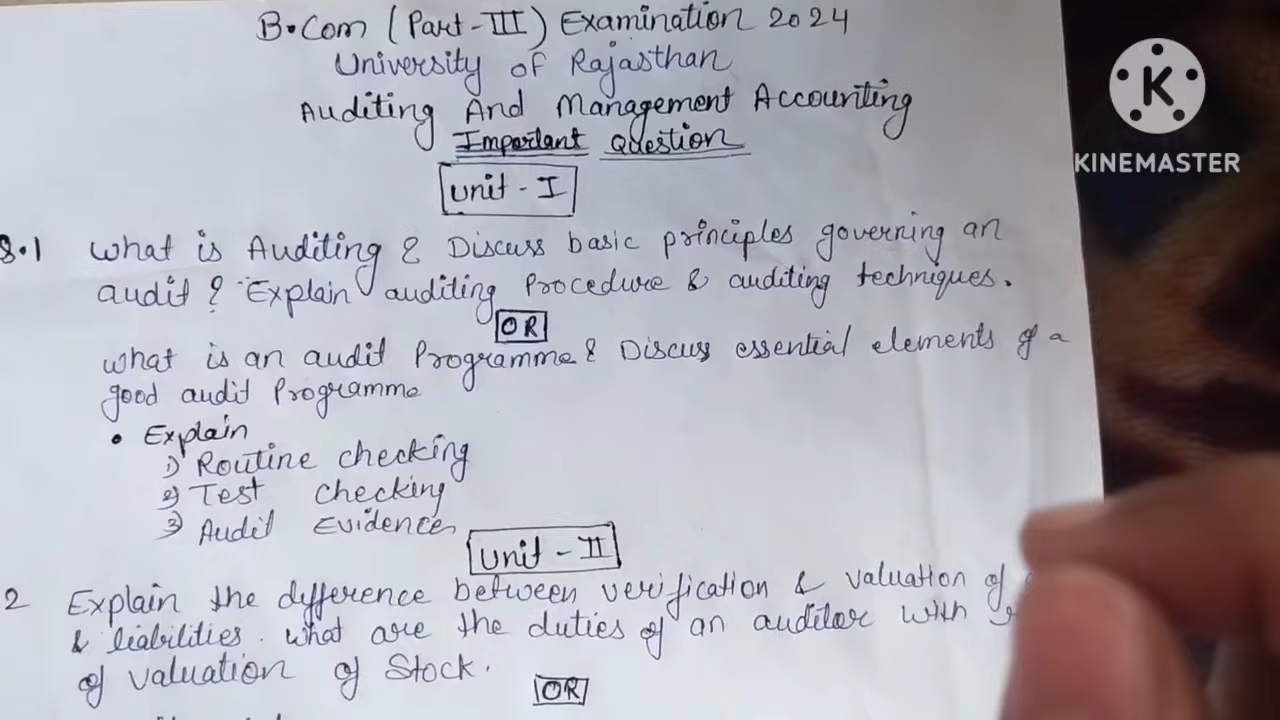 B.Com (Part-III) Examination 2024
University of Rajasthan
Auditing And Management Accounting
Important Question
Unit - I
8.1 What is Auditing & Discuss basic principles governing an
audit? Explain auditing Procedure & auditing techniques.
OR
what is an audit Programme & Discuss essential elements of a
good audit Programme
• Explain
1) Routine checking
2) Test checking
3) Audit Evidence
Unit - II
2 Explain the difference between verification & valuation of
& liabilities. What are the duties of an auditor with
of valuation of Stock.
OR
K
KINEMASTER